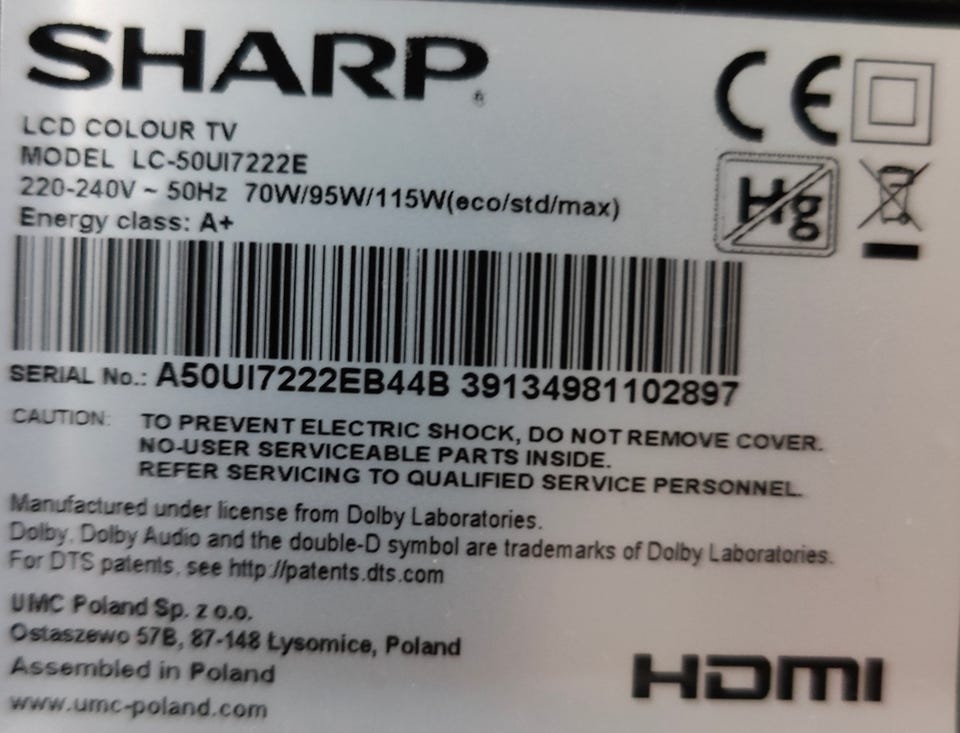 SHARP®
CE
LCD COLOUR TV
MODEL LC-50UI7222E
220-240V ~ 50Hz 70W/95W/115W(eco/std/max)
Hg
Energy class: A+
SERIAL No.: A50UI7222EB44B 39134981102897
CAUTION: TO PREVENT ELECTRIC SHOCK, DO NOT REMOVE COVER.
NO-USER SERVICEABLE PARTS INSIDE.
REFER SERVICING TO QUALIFIED SERVICE PERSONNEL.
Manufactured under license from Dolby Laboratories.
Dolby, Dolby Audio and the double-D symbol are trademarks of Dolby Laboratories.
For DTS patents, see http://patents.dts.com
UMC Poland Sp. z o.o.
Ostaszewo 57B, 87-148 Łysomice, Poland
Assembled in Poland
HDMI
www.umc-poland.com